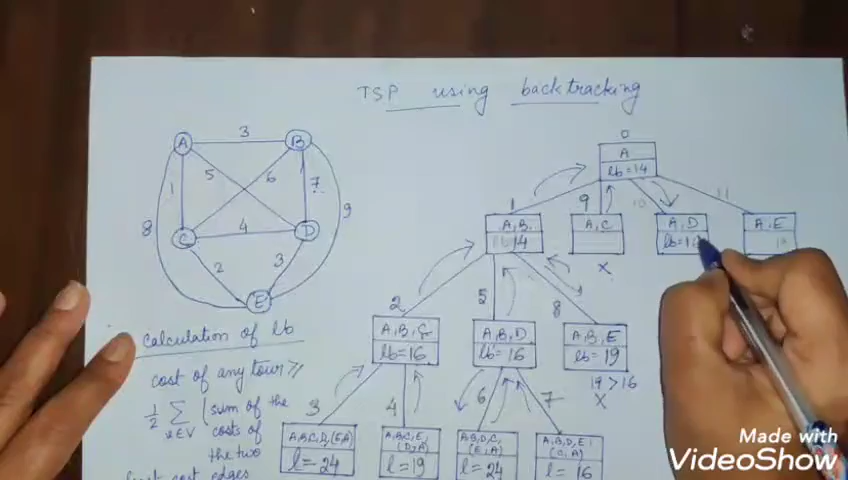 TSP using backtracking
A 3 B
1 5 6 7
8 9
C 4 D
2 3
E
0
A
lb=14
1 9 10 11
A,B
14
A,C
X
A,D
A,E
2 5 8
A,B,C
lb=16
A,B,D
lb=16
A,B,E
lb=19
19>16
X
3 4 6 7
A,B,C,D,(E,A)
l=24
A,B,C,E,
(D,A)
l=19
A,B,D,C,
(E,A)
l=24
A,B,D,E,
(C,A)
l=16
calculation of lb
cost of any tour ≥
1/2 Σ (sum of the
costs of
the two
least cost edges
Made with
VideoShow